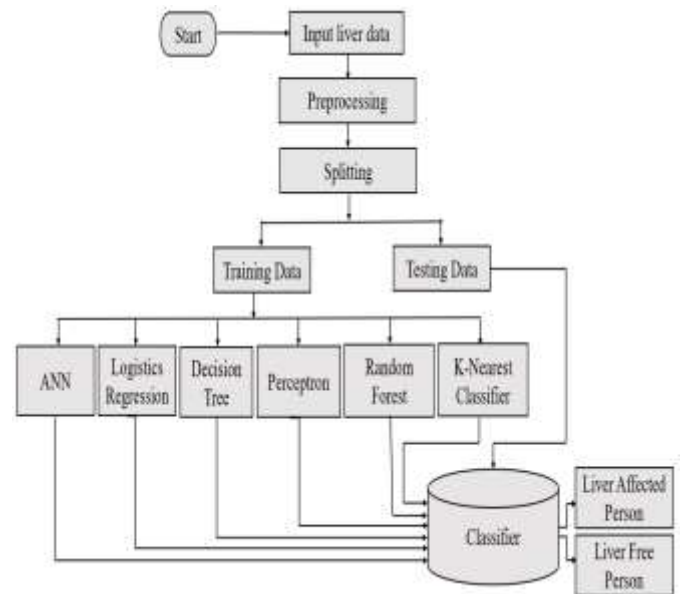 Start
Input liver data
Preprocessing
Splitting
Training Data
Testing Data
ANN
Logistics
Regression
Decision
Tree
Perceptron
Random
Forest
K-Nearest
Classifier
Classifier
Liver Affected
Person
Liver Free
Person